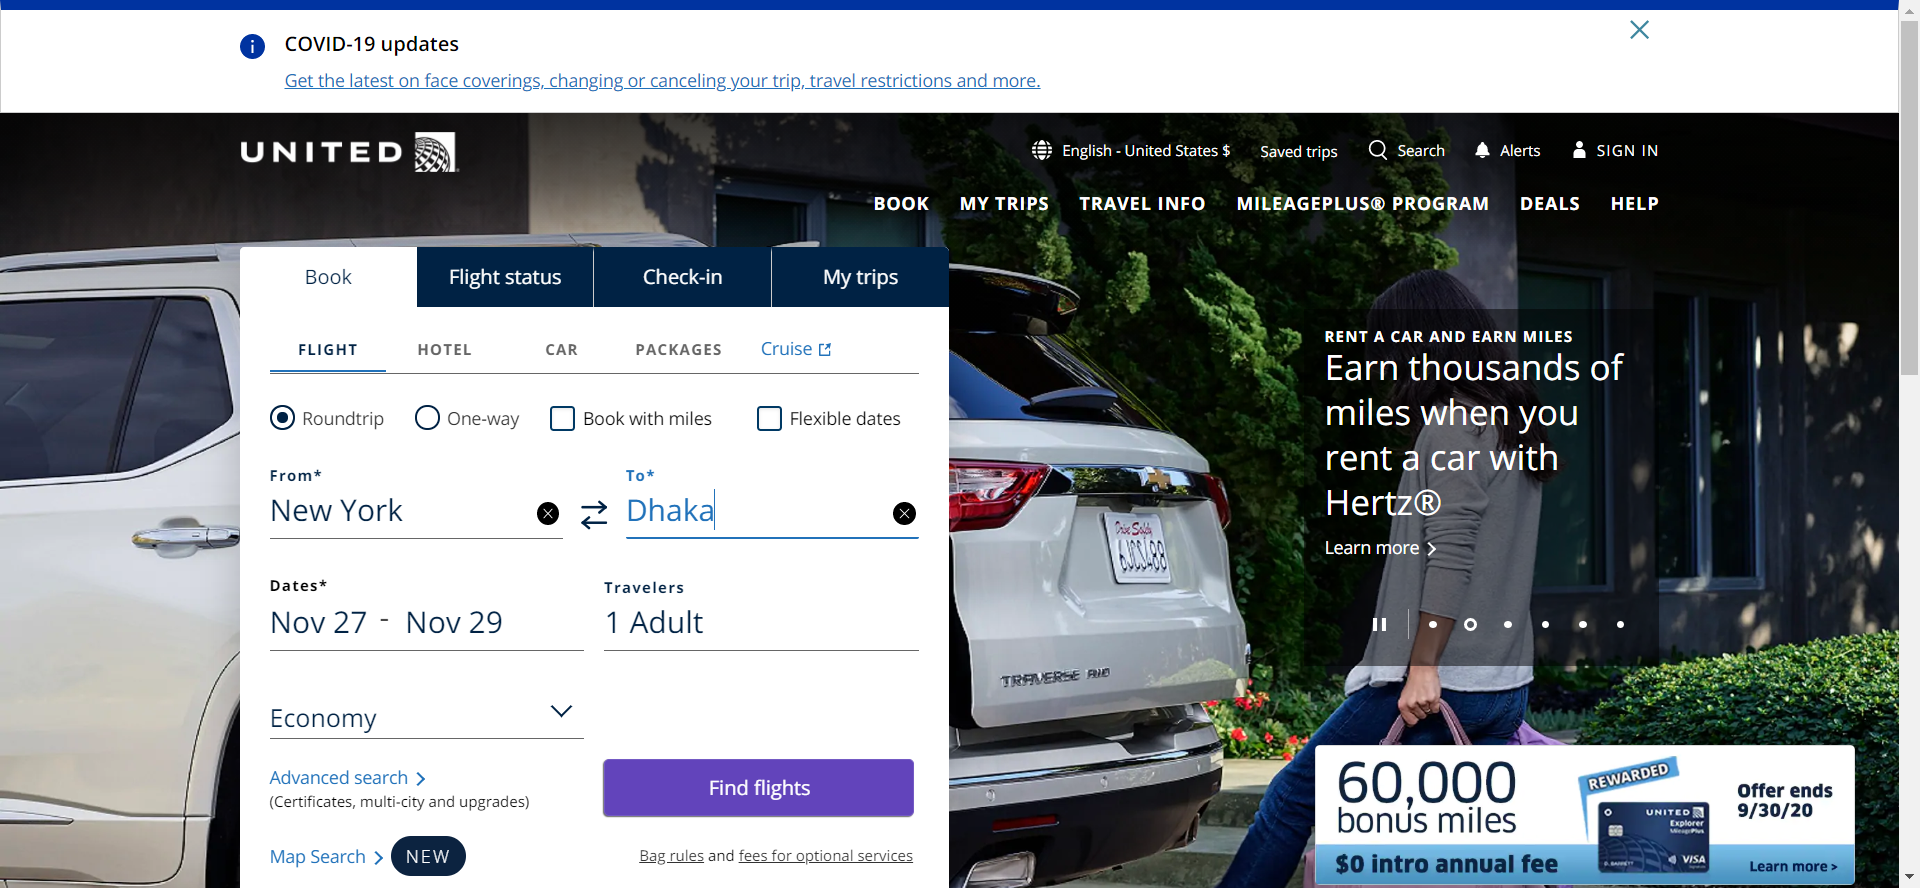 COVID-19 updates
Get the latest on face coverings, changing or canceling your trip, travel restrictions and more.
UNITED
English - United States $
Saved trips
Search
Alerts
SIGN IN
BOOK
MY TRIPS
TRAVEL INFO
MILEAGEPLUS® PROGRAM
DEALS
HELP
Book
Flight status
Check-in
My trips
FLIGHT
HOTEL
CAR
PACKAGES
Cruise
Roundtrip
One-way
Book with miles
Flexible dates
From*
To*
New York
Dhaka
Dates*
Travelers
Nov 27 - Nov 29
1 Adult
Economy
Advanced search
(Certificates, multi-city and upgrades)
Find flights
Map Search
NEW
Bag rules and fees for optional services
RENT A CAR AND EARN MILES
Earn thousands of
miles when you
rent a car with
Hertz®
Learn more
Drive Safely
6JCS488
TRAVERSE AWD
60,000
bonus miles
$0 intro annual fee
REWARDED
UNITED
Explorer
MileagePlus
VISA
Offer ends
9/30/20
Learn more >